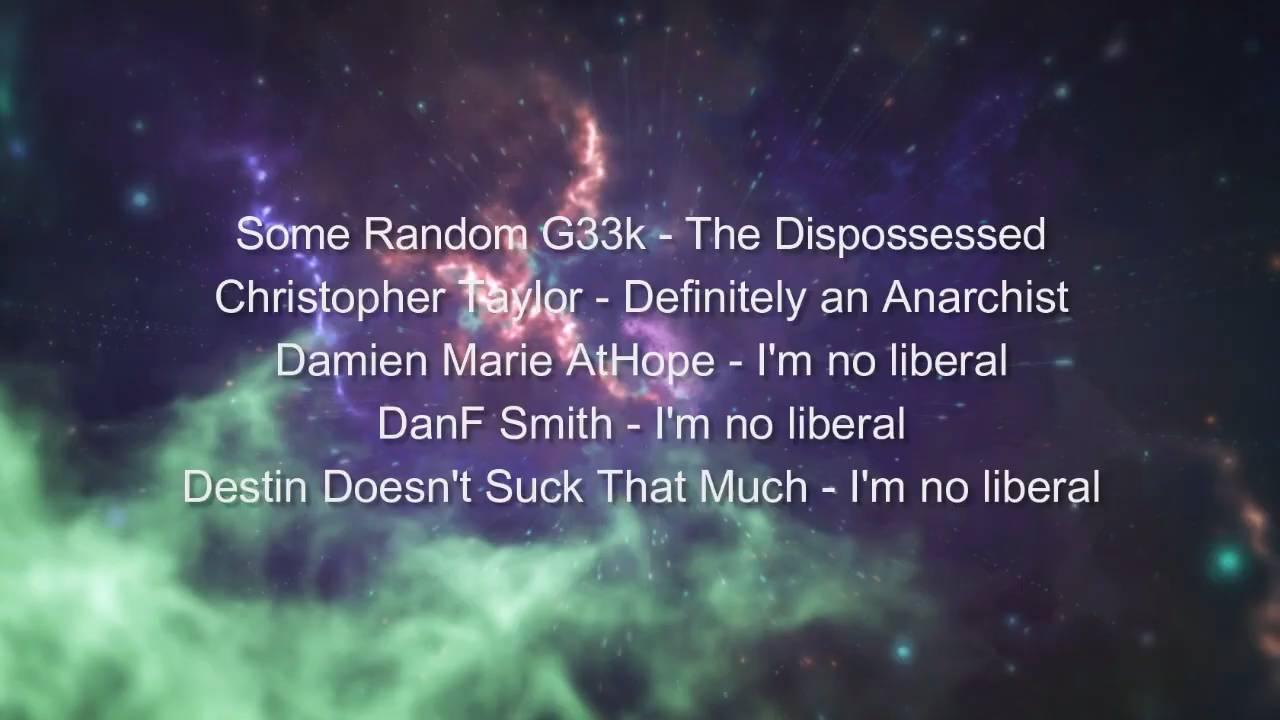 Some Random G33k - The Dispossessed
Christopher Taylor - Definitely an Anarchist
Damien Marie AtHope - I'm no liberal
DanF Smith - I'm no liberal
Destin Doesn't Suck That Much - I'm no liberal